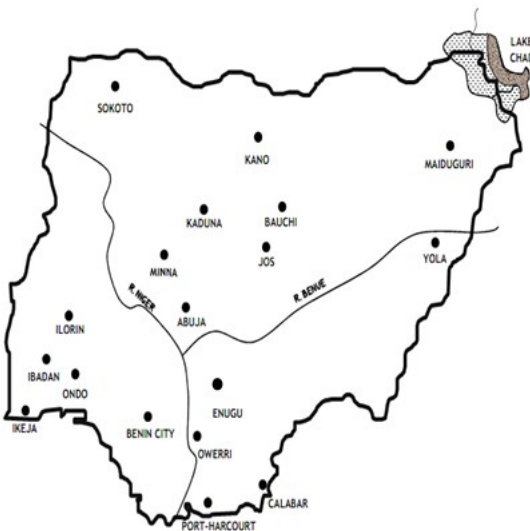 LAKE
CHAD
SOKOTO
KANO
MAIDUGURI
KADUNA
BAUCHI
JOS
YOLA
MINNA
R. NIGER
R. BENUE
ABUJA
ILORIN
IBADAN
ONDO
ENUGU
IKEJA
BENIN CITY
OWERRI
CALABAR
PORT-HARCOURT